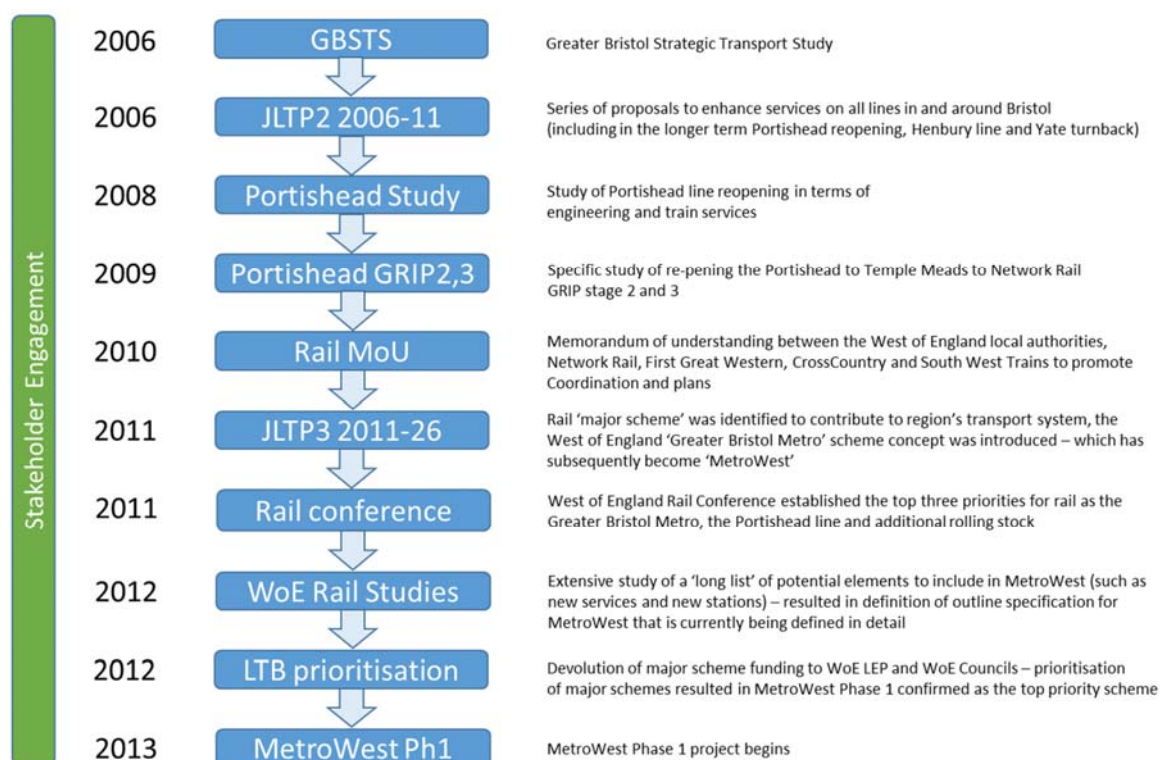 Stakeholder Engagement
2006
GBSTS
Greater Bristol Strategic Transport Study
2006
JLTP2 2006-11
Series of proposals to enhance services on all lines in and around Bristol
(including in the longer term Portishead reopening, Henbury line and Yate turnback)
2008
Portishead Study
Study of Portishead line reopening in terms of
engineering and train services
2009
Portishead GRIP2,3
Specific study of re-pening the Portishead to Temple Meads to Network Rail
GRIP stage 2 and 3
2010
Rail MoU
Memorandum of understanding between the West of England local authorities,
Network Rail, First Great Western, CrossCountry and South West Trains to promote
Coordination and plans
2011
JLTP3 2011-26
Rail ‘major scheme’ was identified to contribute to region’s transport system, the
West of England ‘Greater Bristol Metro’ scheme concept was introduced – which has
subsequently become ‘MetroWest’
2011
Rail conference
West of England Rail Conference established the top three priorities for rail as the
Greater Bristol Metro, the Portishead line and additional rolling stock
2012
WoE Rail Studies
Extensive study of a ‘long list’ of potential elements to include in MetroWest (such as
new services and new stations) – resulted in definition of outline specification for
MetroWest that is currently being defined in detail
2012
LTB prioritisation
Devolution of major scheme funding to WoE LEP and WoE Councils – prioritisation
of major schemes resulted in MetroWest Phase 1 confirmed as the top priority scheme
2013
MetroWest Ph1
MetroWest Phase 1 project begins